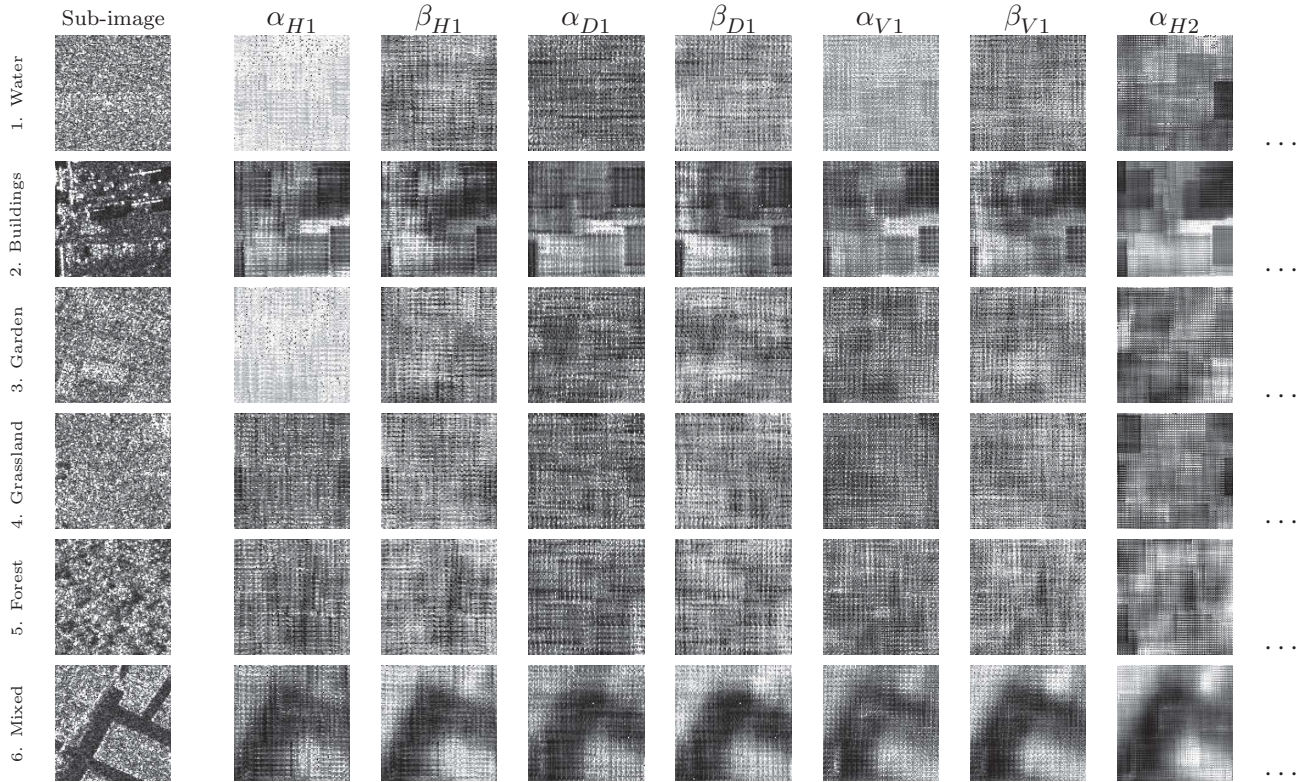 Sub-image α_{H1} β_{H1} α_{D1} β_{D1} α_{V1} β_{V1} α_{H2}
1. Water ...
2. Buildings ...
3. Garden ...
4. Grassland ...
5. Forest ...
6. Mixed ...